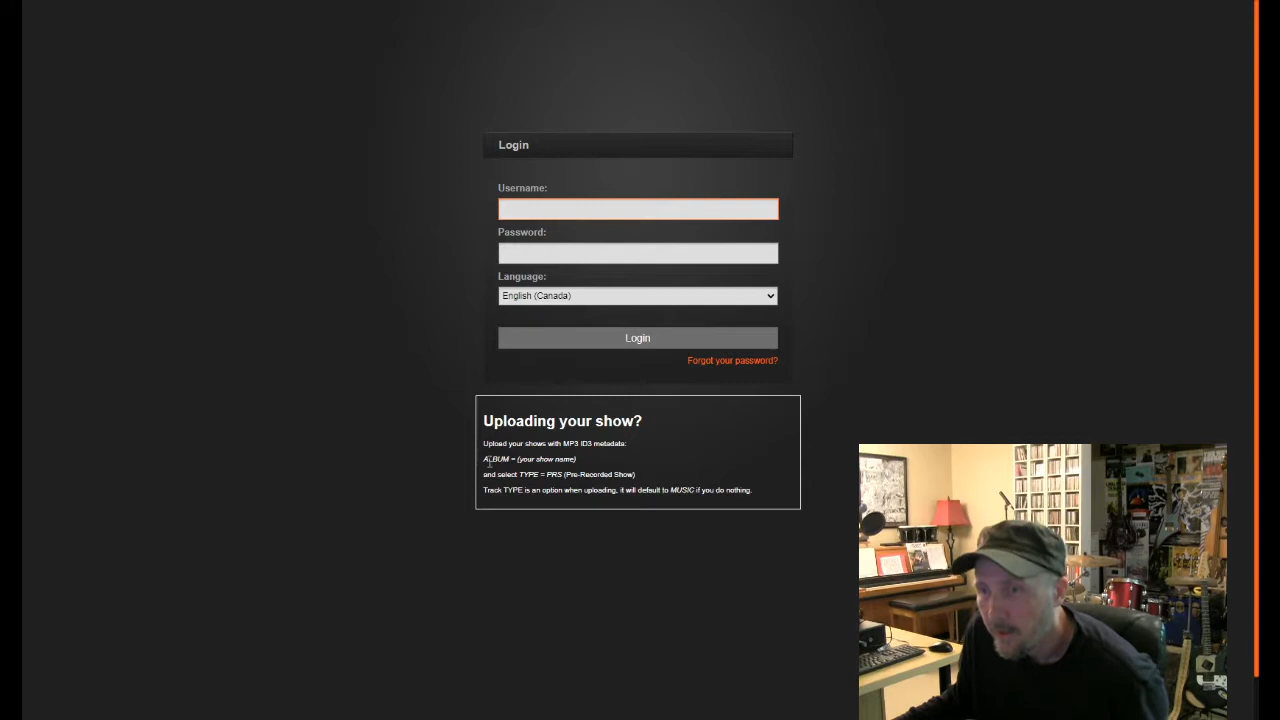 Login
Username:
Password:
Language:
English (Canada)
Login
Forgot your password?
Uploading your show?
Upload your shows with MP3 ID3 metadata:
ALBUM = (your show name)
and select TYPE = PRS (Pre-Recorded Show)
Track TYPE is an option when uploading, it will default to MUSIC if you do nothing.